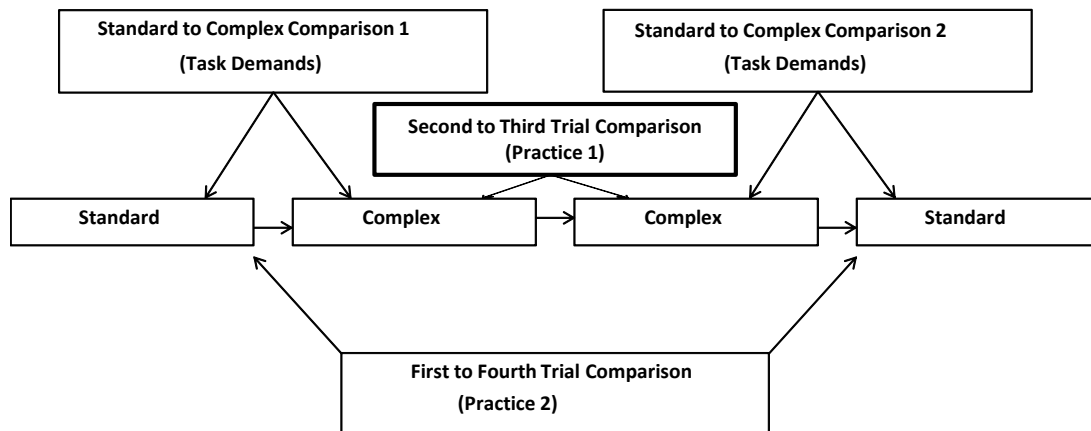 Standard to Complex Comparison 1
(Task Demands)
Standard to Complex Comparison 2
(Task Demands)
Second to Third Trial Comparison
(Practice 1)
Standard
Complex
Complex
Standard
First to Fourth Trial Comparison
(Practice 2)